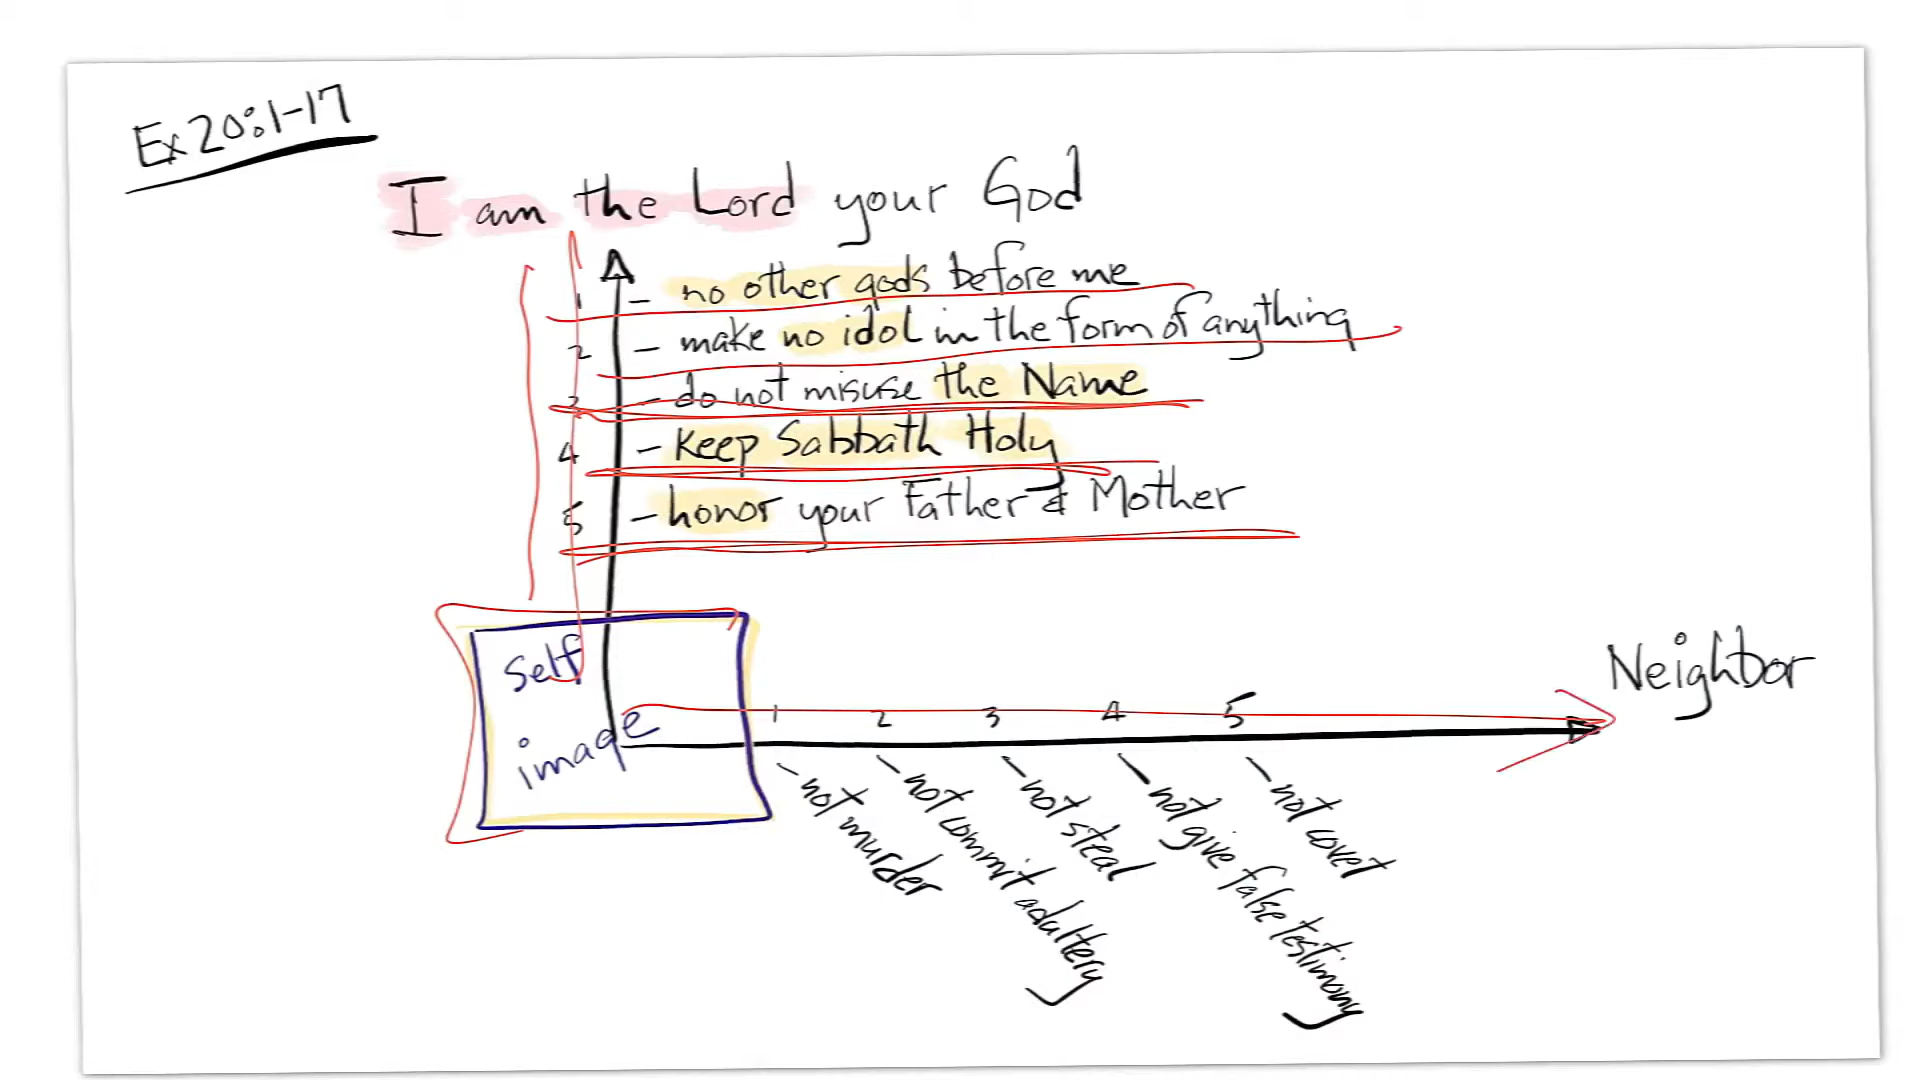 Ex 20:1-17
I am the Lord your God
1 - no other gods before me
2 - make no idol in the form of anything
3 - do not misuse the Name
4 - Keep Sabbath Holy
5 - honor your Father & Mother
Self
image
Neighbor
1 2 3 4 5
- not murder
- not commit adultery
- not steal
- not give false testimony
- not covet